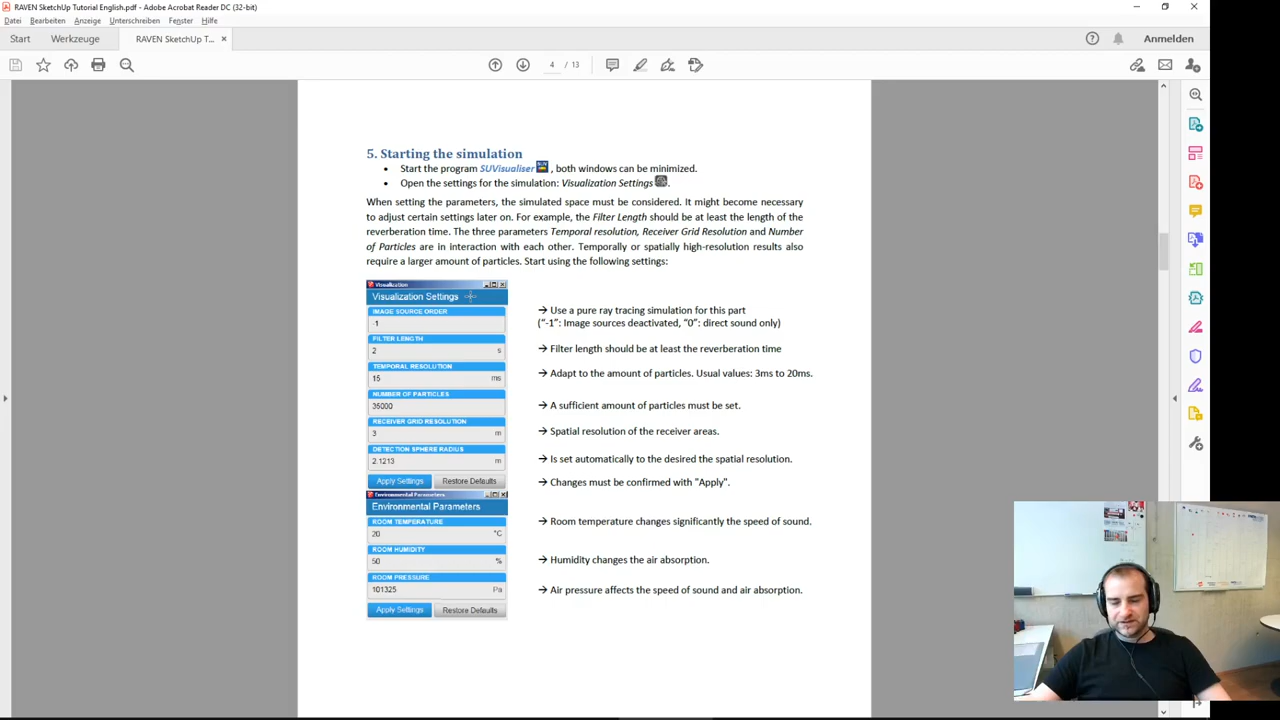 RAVEN SketchUp Tutorial English.pdf - Adobe Acrobat Reader DC (32-bit)
Datei Bearbeiten Anzeige Unterschreiben Fenster Hilfe
Start Werkzeuge RAVEN SketchUp T... × Anmelden
4 / 13
5. Starting the simulation
• Start the program SUVisualiser , both windows can be minimized.
• Open the settings for the simulation: Visualization Settings .
When setting the parameters, the simulated space must be considered. It might become necessary
to adjust certain settings later on. For example, the Filter Length should be at least the length of the
reverberation time. The three parameters Temporal resolution, Receiver Grid Resolution and Number
of Particles are in interaction with each other. Temporally or spatially high-resolution results also
require a larger amount of particles. Start using the following settings:
Visualization
Visualization Settings
IMAGE SOURCE ORDER
-1
→ Use a pure ray tracing simulation for this part
("-1": Image sources deactivated, "0": direct sound only)
FILTER LENGTH
2 s
→ Filter length should be at least the reverberation time
TEMPORAL RESOLUTION
15 ms
→ Adapt to the amount of particles. Usual values: 3ms to 20ms.
NUMBER OF PARTICLES
35000
→ A sufficient amount of particles must be set.
RECEIVER GRID RESOLUTION
3 m
→ Spatial resolution of the receiver areas.
DETECTION SPHERE RADIUS
2.1213 m
→ Is set automatically to the desired the spatial resolution.
Apply Settings Restore Defaults
→ Changes must be confirmed with "Apply".
Environmental Parameters
Environmental Parameters
ROOM TEMPERATURE
20 °C
→ Room temperature changes significantly the speed of sound.
ROOM HUMIDITY
50 %
→ Humidity changes the air absorption.
ROOM PRESSURE
101325 Pa
→ Air pressure affects the speed of sound and air absorption.
Apply Settings Restore Defaults